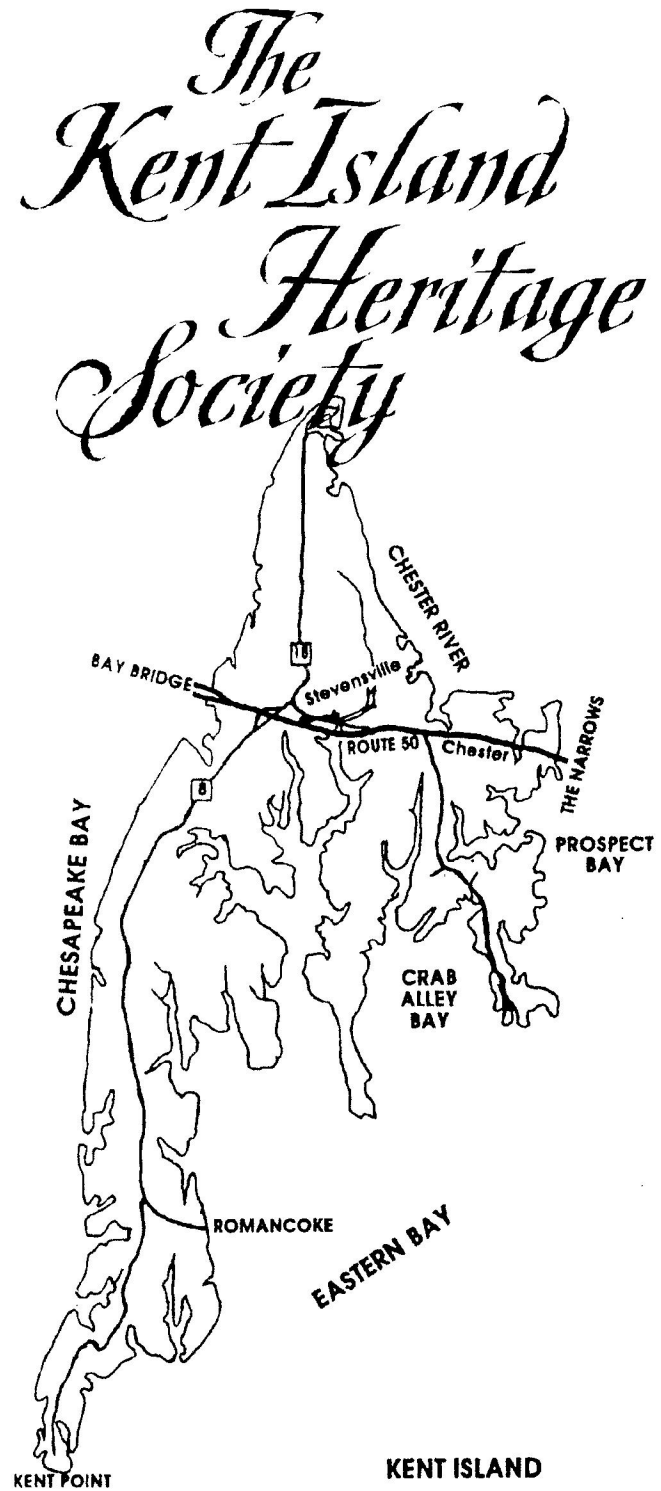 The
Kent Island
Heritage
Society
CHESTER RIVER
18
BAY BRIDGE
Stevensville
ROUTE 50
Chester
THE NARROWS
8
PROSPECT
BAY
CHESAPEAKE BAY
CRAB
ALLEY
BAY
ROMANCOKE
EASTERN BAY
KENT POINT
KENT ISLAND